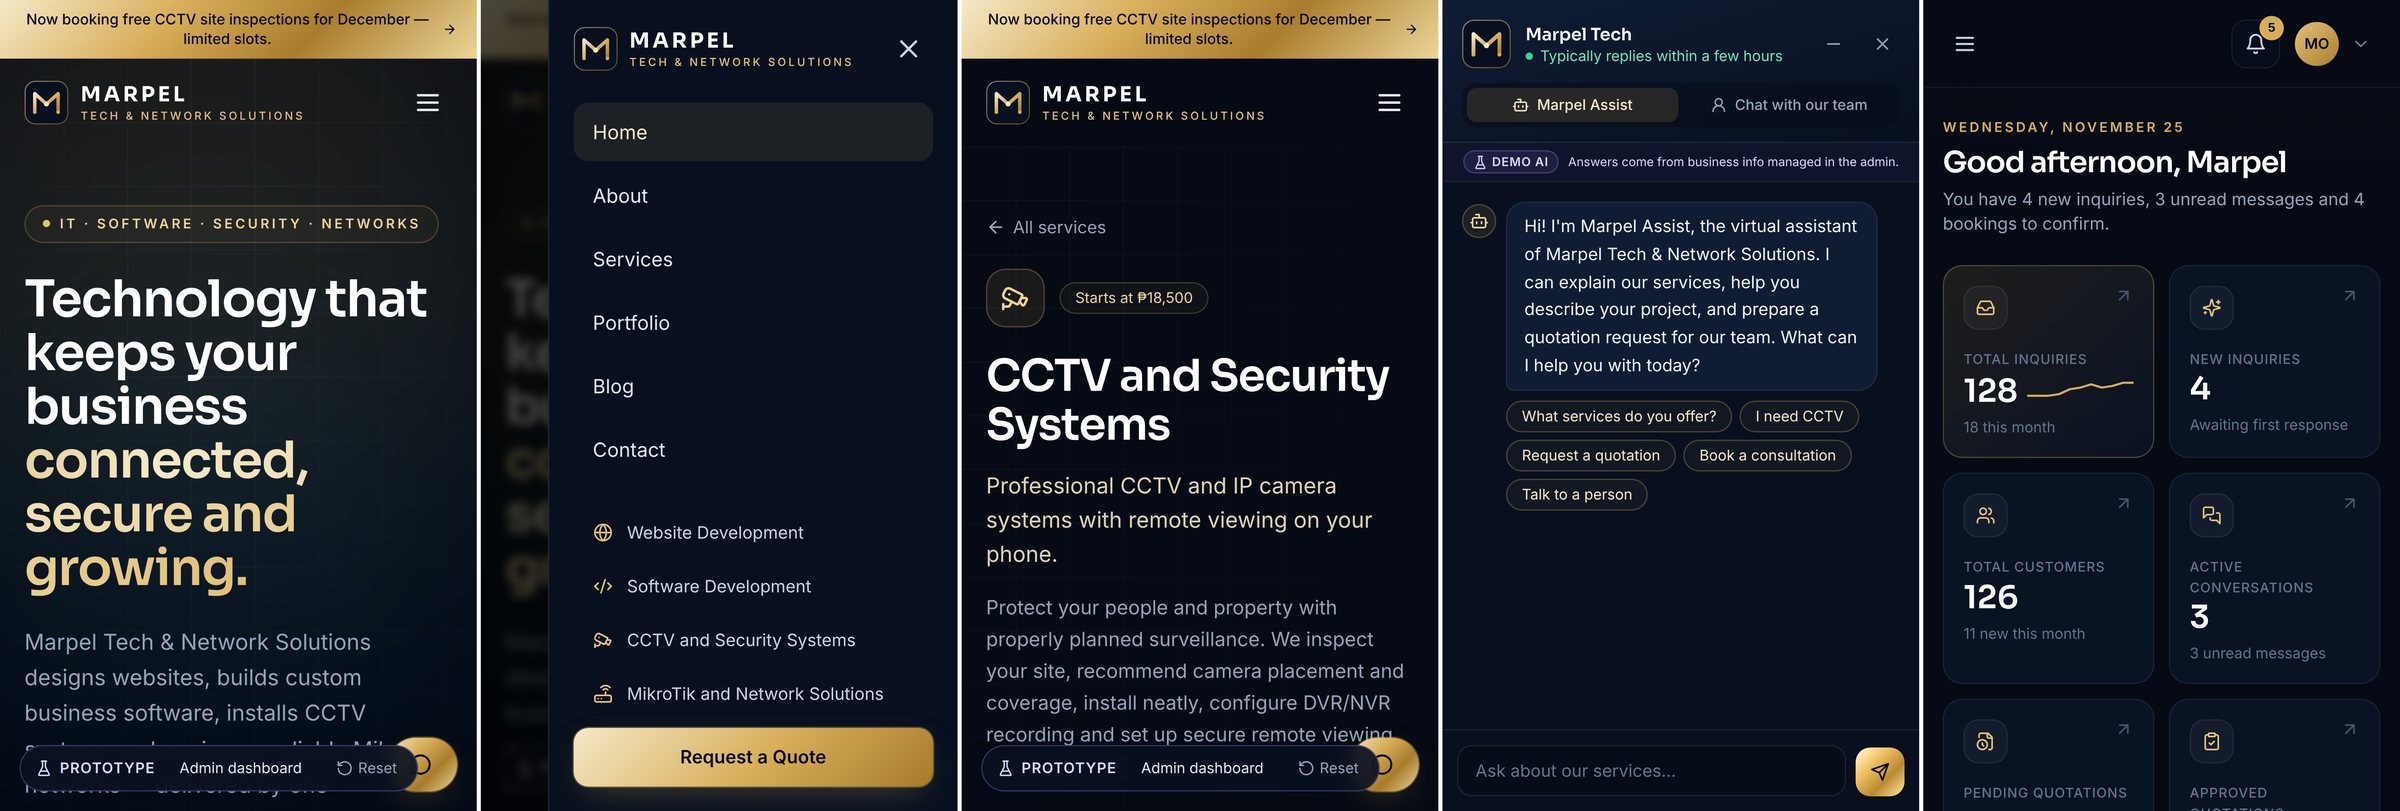 Now booking free CCTV site inspections for December —
limited slots.
MARPEL
TECH & NETWORK SOLUTIONS
IT · SOFTWARE · SECURITY · NETWORKS
Technology that
keeps your
business
connected,
secure and
growing.
Marpel Tech & Network Solutions
designs websites, builds custom
business software, installs CCTV
PROTOTYPE
Admin dashboard
Reset
networks — delivered by one
MARPEL
TECH & NETWORK SOLUTIONS
Home
About
Services
Portfolio
Blog
Contact
Website Development
Software Development
CCTV and Security Systems
MikroTik and Network Solutions
Request a Quote
Now booking free CCTV site inspections for December —
limited slots.
MARPEL
TECH & NETWORK SOLUTIONS
All services
Starts at ₱18,500
CCTV and Security
Systems
Professional CCTV and IP camera
systems with remote viewing on your
phone.
Protect your people and property with
properly planned surveillance. We inspect
your site, recommend camera placement and
coverage, install neatly, configure DVR/NVR
recording and set up secure remote viewing
PROTOTYPE
Admin dashboard
Reset
Marpel Tech
Typically replies within a few hours
Marpel Assist
Chat with our team
DEMO AI
Answers come from business info managed in the admin.
Hi! I'm Marpel Assist, the virtual assistant
of Marpel Tech & Network Solutions. I
can explain our services, help you
describe your project, and prepare a
quotation request for our team. What can
I help you with today?
What services do you offer?
I need CCTV
Request a quotation
Book a consultation
Talk to a person
Ask about our services...
5
MO
WEDNESDAY, NOVEMBER 25
Good afternoon, Marpel
You have 4 new inquiries, 3 unread messages and 4
bookings to confirm.
TOTAL INQUIRIES
128
18 this month
NEW INQUIRIES
4
Awaiting first response
TOTAL CUSTOMERS
126
11 new this month
ACTIVE
CONVERSATIONS
3
3 unread messages
PENDING QUOTATIONS
APPROVED
QUOTATIONS